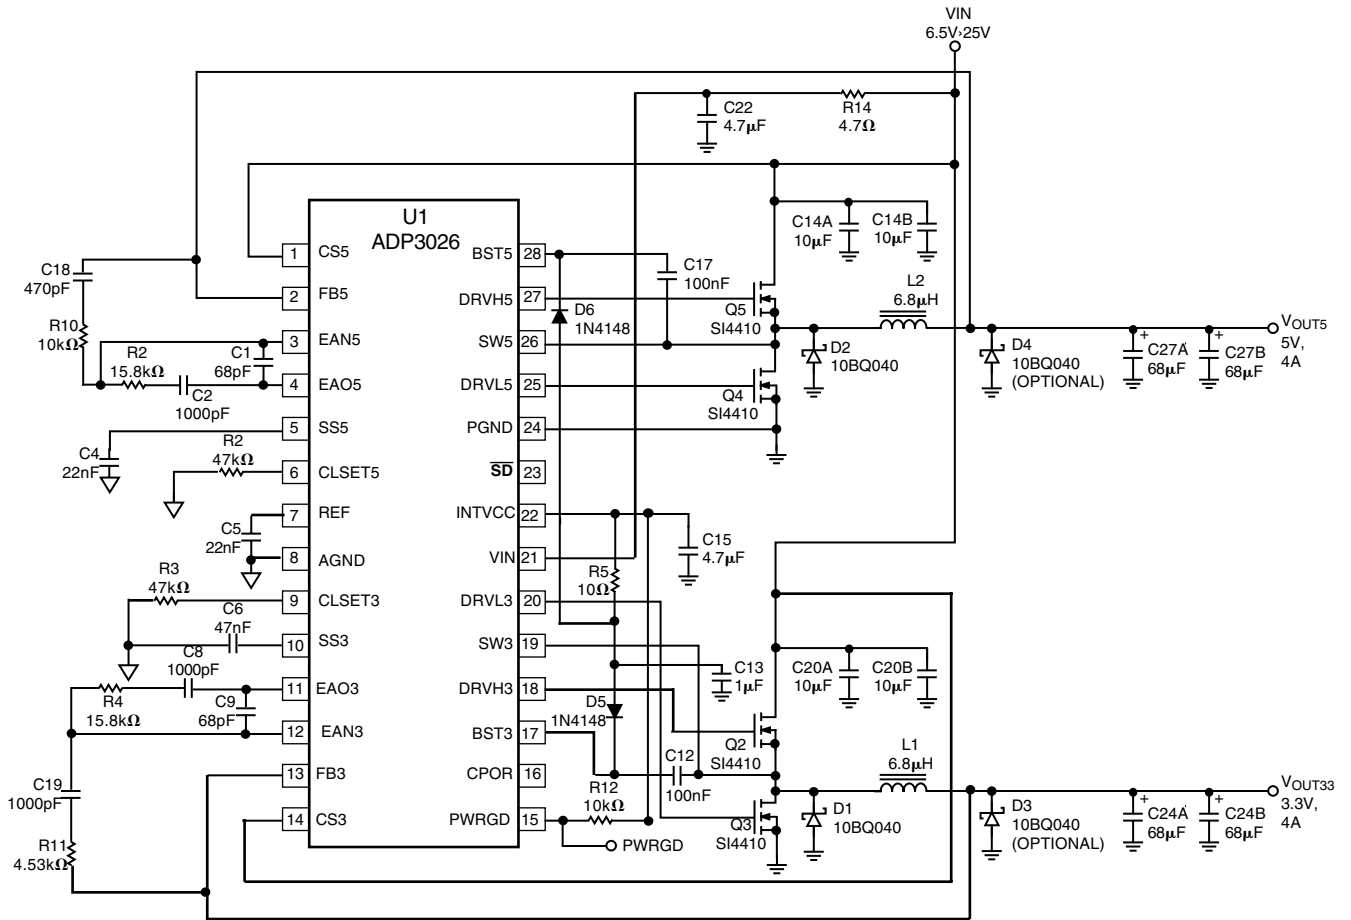 VIN
6.5V›25V
C22
4.7µF
R14
4.7Ω
U1
ADP3026
C14A
10µF
C14B
10µF
1
CS5
BST5
28
C18
470pF
C17
100nF
2
FB5
DRVH5
27
L2
6.8µH
D6
1N4148
Q5
SI4410
R10
10kΩ
VOUT5
5V,
4A
3
EAN5
SW5
26
R2
15.8kΩ
C1
68pF
D2
10BQ040
D4
10BQ040
(OPTIONAL)
C27A
68µF
+
C27B
68µF
+
4
EAO5
DRVL5
25
C2
1000pF
Q4
SI4410
5
SS5
PGND
24
C4
22nF
R2
47kΩ
6
CLSET5
SD
23
7
REF
INTVCC
22
C5
22nF
C15
4.7µF
8
AGND
VIN
21
R3
47kΩ
R5
10Ω
9
CLSET3
DRVL3
20
C6
47nF
10
SS3
SW3
19
C8
1000pF
C13
1µF
C20A
10µF
C20B
10µF
11
EAO3
DRVH3
18
R4
15.8kΩ
C9
68pF
D5
1N4148
12
EAN3
BST3
17
Q2
SI4410
L1
6.8µH
13
FB3
CPOR
16
C12
100nF
C19
1000pF
R12
10kΩ
VOUT33
3.3V,
4A
14
CS3
PWRGD
15
Q3
SI4410
D1
10BQ040
D3
10BQ040
(OPTIONAL)
C24A
68µF
+
C24B
68µF
+
PWRGD
R11
4.53kΩ